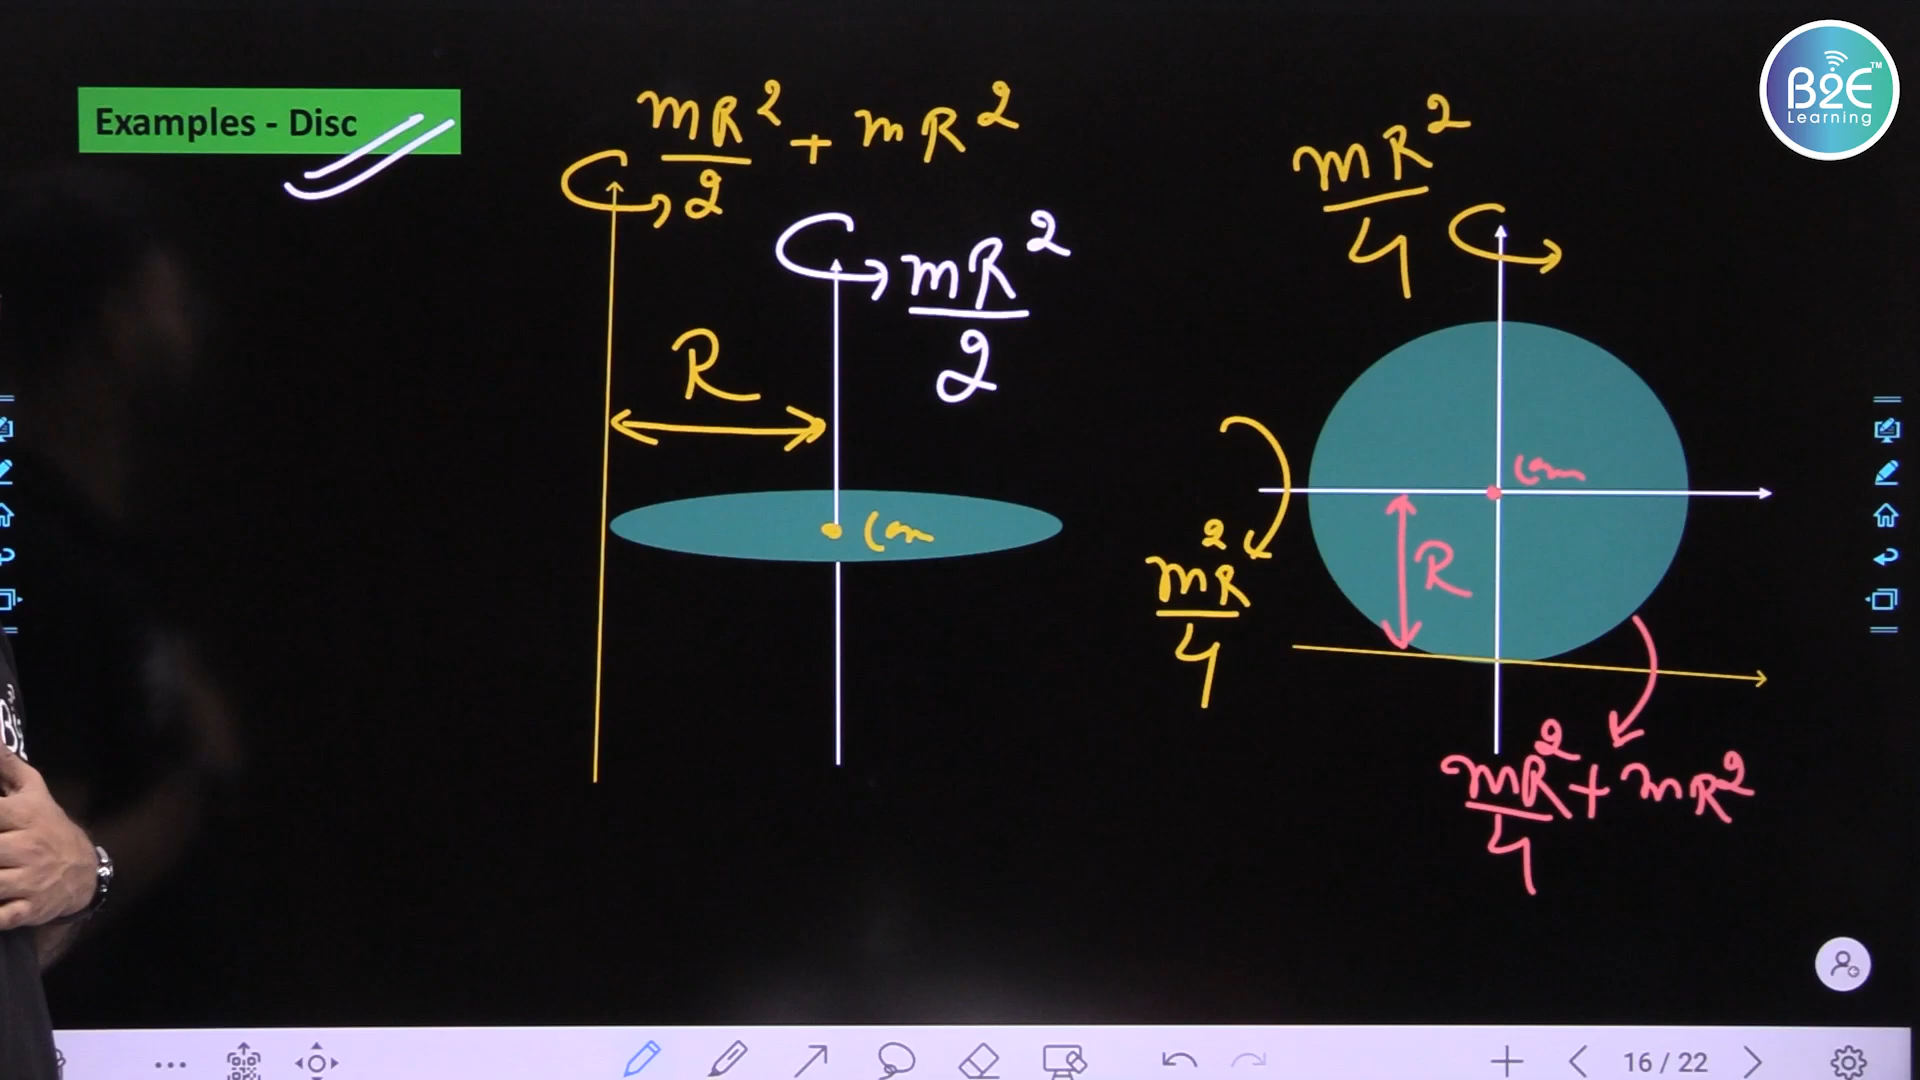 B2E™
Learning
Examples - Disc
mR²/2 + mR²
mR²/2
R
cm
mR²/4
cm
mR²/4
R
mR²/4 + mR²
16 / 22